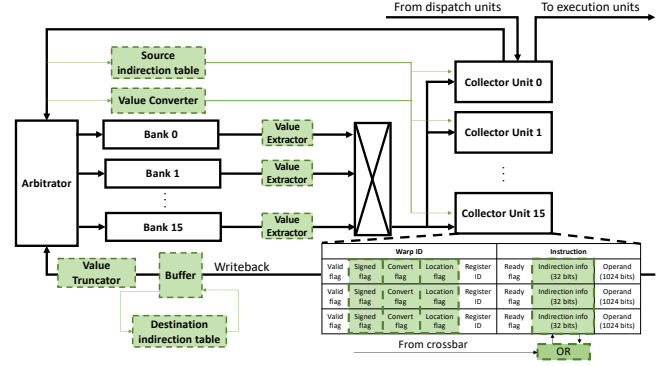 From dispatch units
To execution units
Source
indirection table
Collector Unit 0
Value Converter
Collector Unit 1
Arbitrator
Bank 0
Value
Extractor
Bank 1
Value
Extractor
⋮
⋮
Bank 15
Value
Extractor
Collector Unit 15
Value
Truncator
Buffer
Writeback
Destination
indirection table
Warp ID
Instruction
Valid flag
Signed flag
Convert flag
Location flag
Register ID
Ready flag
Indirection info (32 bits)
Operand (1024 bits)
Valid flag
Signed flag
Convert flag
Location flag
Register ID
Ready flag
Indirection info (32 bits)
Operand (1024 bits)
Valid flag
Signed flag
Convert flag
Location flag
Register ID
Ready flag
Indirection info (32 bits)
Operand (1024 bits)
From crossbar
OR